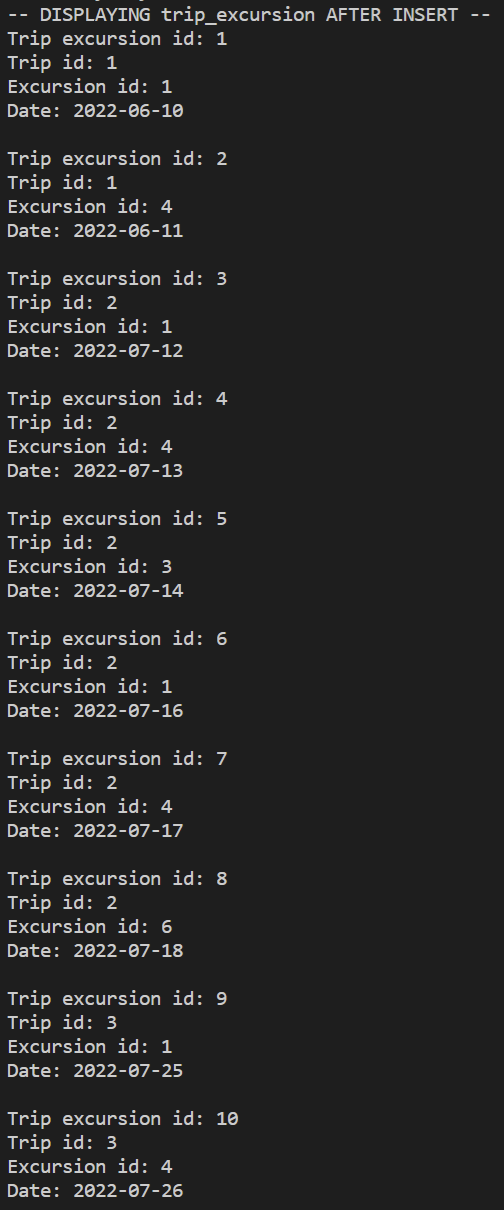 -- DISPLAYING trip_excursion AFTER INSERT --
Trip excursion id: 1
Trip id: 1
Excursion id: 1
Date: 2022-06-10
Trip excursion id: 2
Trip id: 1
Excursion id: 4
Date: 2022-06-11
Trip excursion id: 3
Trip id: 2
Excursion id: 1
Date: 2022-07-12
Trip excursion id: 4
Trip id: 2
Excursion id: 4
Date: 2022-07-13
Trip excursion id: 5
Trip id: 2
Excursion id: 3
Date: 2022-07-14
Trip excursion id: 6
Trip id: 2
Excursion id: 1
Date: 2022-07-16
Trip excursion id: 7
Trip id: 2
Excursion id: 4
Date: 2022-07-17
Trip excursion id: 8
Trip id: 2
Excursion id: 6
Date: 2022-07-18
Trip excursion id: 9
Trip id: 3
Excursion id: 1
Date: 2022-07-25
Trip excursion id: 10
Trip id: 3
Excursion id: 4
Date: 2022-07-26